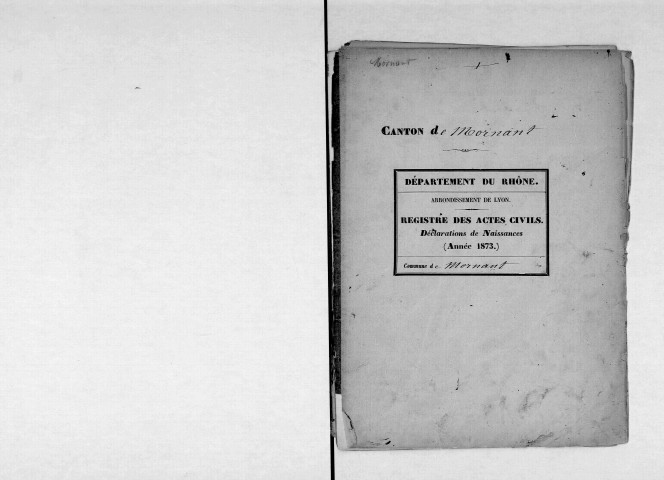 Mornant
1
CANTON de Mornant
DÉPARTEMENT DU RHÔNE.
ARRONDISSEMENT DE LYON.
REGISTRE DES ACTES CIVILS.
Déclarations de Naissances
(Année 1873.)
Commune de Mornant